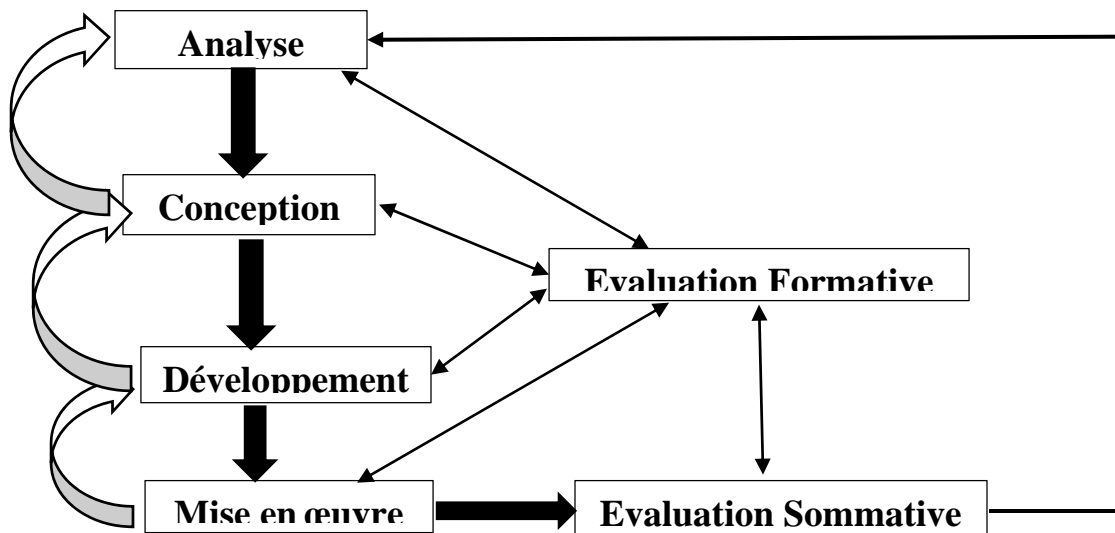 Analyse
Conception
Evaluation Formative
Développement
Mise en œuvre
Evaluation Sommative